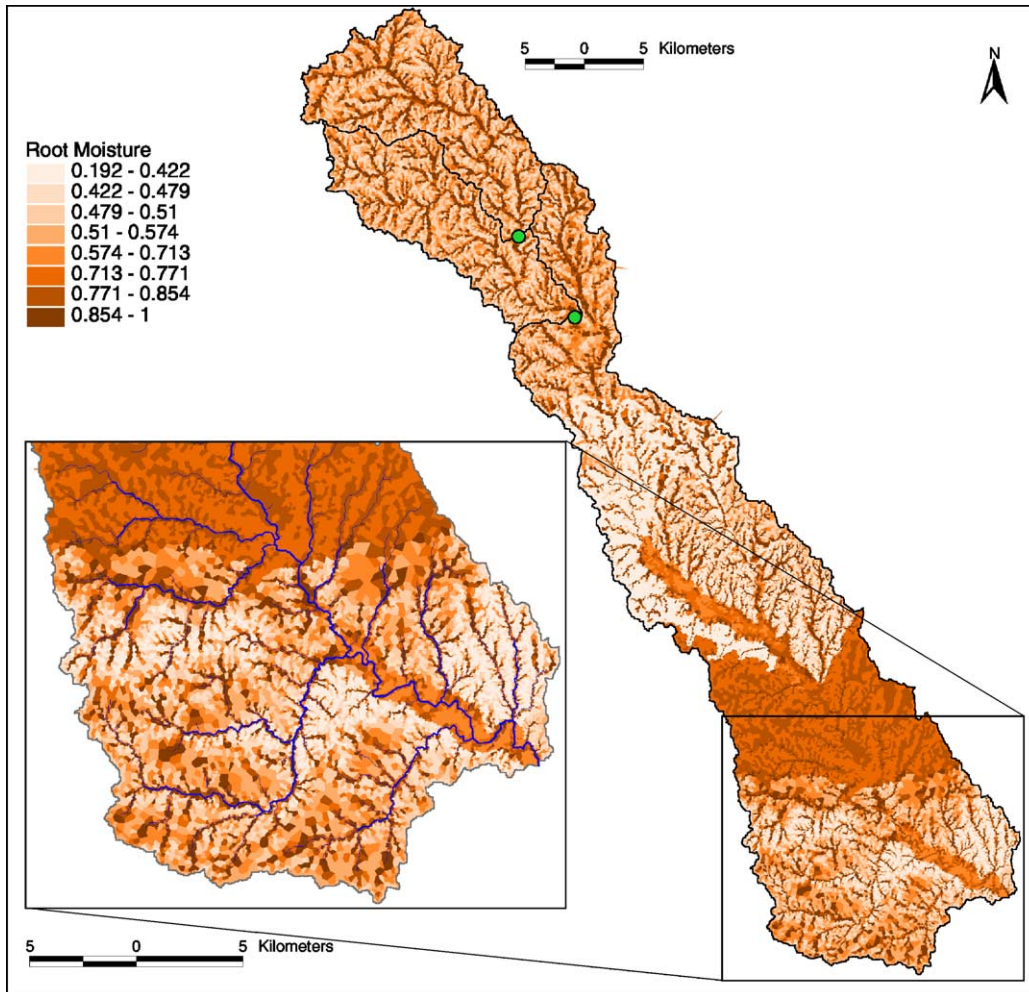 5 0 5 Kilometers
N
Root Moisture
0.192 - 0.422
0.422 - 0.479
0.479 - 0.51
0.51 - 0.574
0.574 - 0.713
0.713 - 0.771
0.771 - 0.854
0.854 - 1
5 0 5 Kilometers